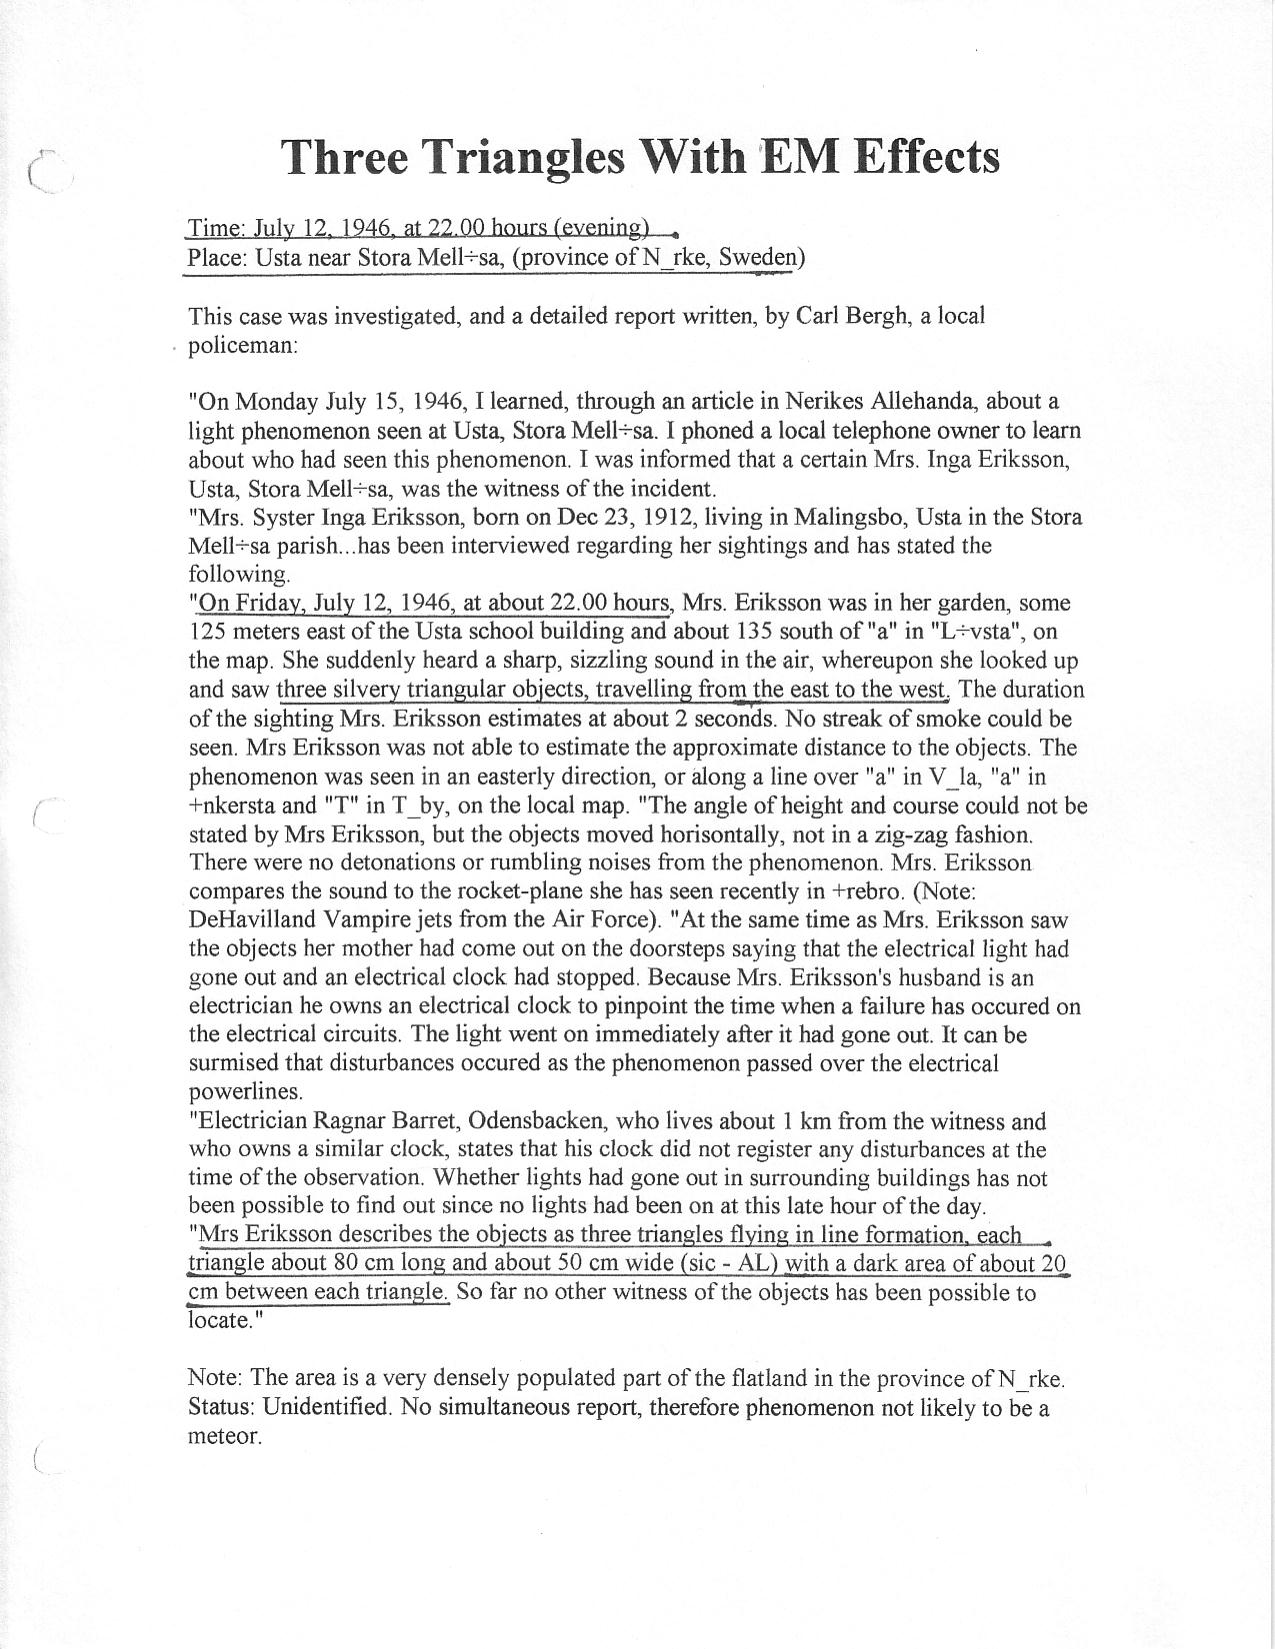 Three Triangles With EM Effects
Time: July 12, 1946, at 22.00 hours (evening)
Place: Usta near Stora Mell÷sa, (province of N_rke, Sweden)
This case was investigated, and a detailed report written, by Carl Bergh, a local
policeman:
"On Monday July 15, 1946, I learned, through an article in Nerikes Allehanda, about a
light phenomenon seen at Usta, Stora Mell÷sa. I phoned a local telephone owner to learn
about who had seen this phenomenon. I was informed that a certain Mrs. Inga Eriksson,
Usta, Stora Mell÷sa, was the witness of the incident.
"Mrs. Syster Inga Eriksson, born on Dec 23, 1912, living in Malingsbo, Usta in the Stora
Mell÷sa parish...has been interviewed regarding her sightings and has stated the
following.
"On Friday, July 12, 1946, at about 22.00 hours, Mrs. Eriksson was in her garden, some
125 meters east of the Usta school building and about 135 south of "a" in "L÷vsta", on
the map. She suddenly heard a sharp, sizzling sound in the air, whereupon she looked up
and saw three silvery triangular objects, travelling from the east to the west. The duration
of the sighting Mrs. Eriksson estimates at about 2 seconds. No streak of smoke could be
seen. Mrs Eriksson was not able to estimate the approximate distance to the objects. The
phenomenon was seen in an easterly direction, or along a line over "a" in V_la, "a" in
+nkersta and "T" in T_by, on the local map. "The angle of height and course could not be
stated by Mrs Eriksson, but the objects moved horisontally, not in a zig-zag fashion.
There were no detonations or rumbling noises from the phenomenon. Mrs. Eriksson
compares the sound to the rocket-plane she has seen recently in +rebro. (Note:
DeHavilland Vampire jets from the Air Force). "At the same time as Mrs. Eriksson saw
the objects her mother had come out on the doorsteps saying that the electrical light had
gone out and an electrical clock had stopped. Because Mrs. Eriksson's husband is an
electrician he owns an electrical clock to pinpoint the time when a failure has occured on
the electrical circuits. The light went on immediately after it had gone out. It can be
surmised that disturbances occured as the phenomenon passed over the electrical
powerlines.
"Electrician Ragnar Barret, Odensbacken, who lives about 1 km from the witness and
who owns a similar clock, states that his clock did not register any disturbances at the
time of the observation. Whether lights had gone out in surrounding buildings has not
been possible to find out since no lights had been on at this late hour of the day.
"Mrs Eriksson describes the objects as three triangles flying in line formation, each
triangle about 80 cm long and about 50 cm wide (sic - AL) with a dark area of about 20
cm between each triangle. So far no other witness of the objects has been possible to
locate."
Note: The area is a very densely populated part of the flatland in the province of N_rke.
Status: Unidentified. No simultaneous report, therefore phenomenon not likely to be a
meteor.